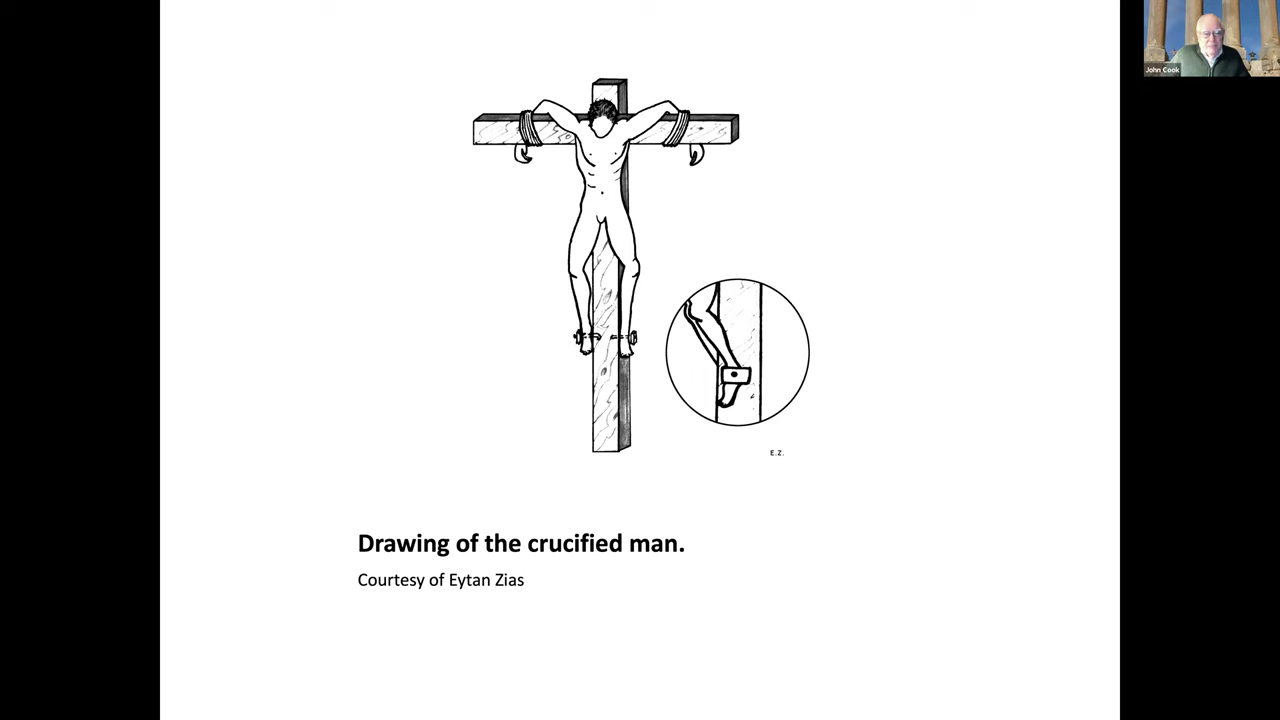 John Cook
E.Z.
Drawing of the crucified man.
Courtesy of Eytan Zias